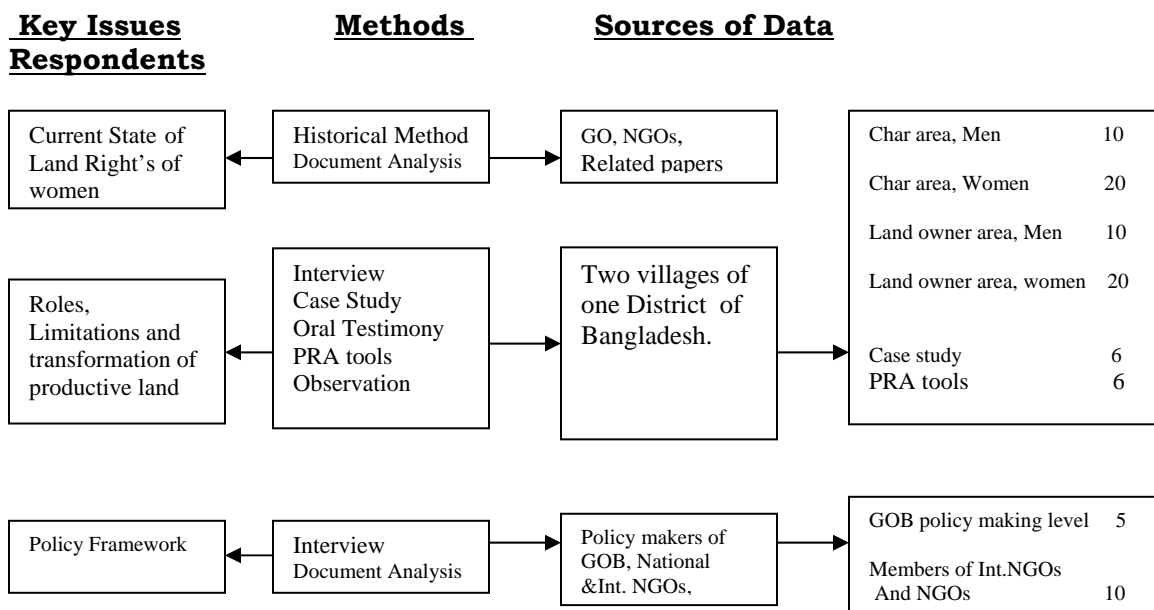 Key Issues Methods Sources of Data
Respondents
Current State of
Land Right's of
women
Historical Method
Document Analysis
GO, NGOs,
Related papers
Char area, Men 10
Char area, Women 20
Land owner area, Men 10
Land owner area, women 20
Case study 6
PRA tools 6
Roles,
Limitations and
transformation of
productive land
Interview
Case Study
Oral Testimony
PRA tools
Observation
Two villages of
one District of
Bangladesh.
Policy Framework
Interview
Document Analysis
Policy makers of
GOB, National
&Int. NGOs,
GOB policy making level 5
Members of Int.NGOs
And NGOs
10